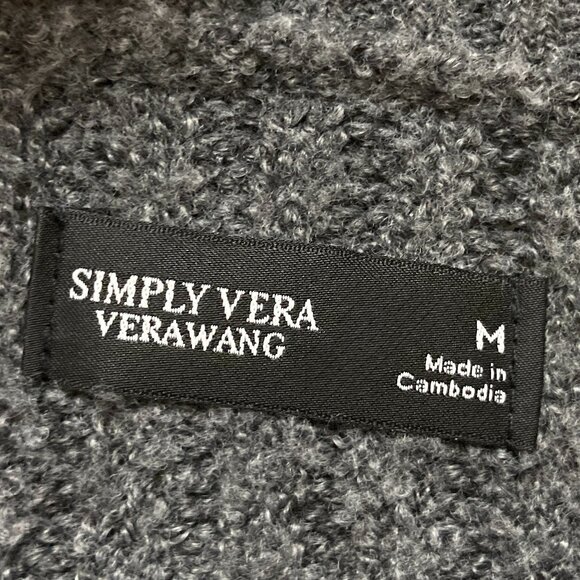 SIMPLY VERA
VERAWANG
M
Made in
Cambodia